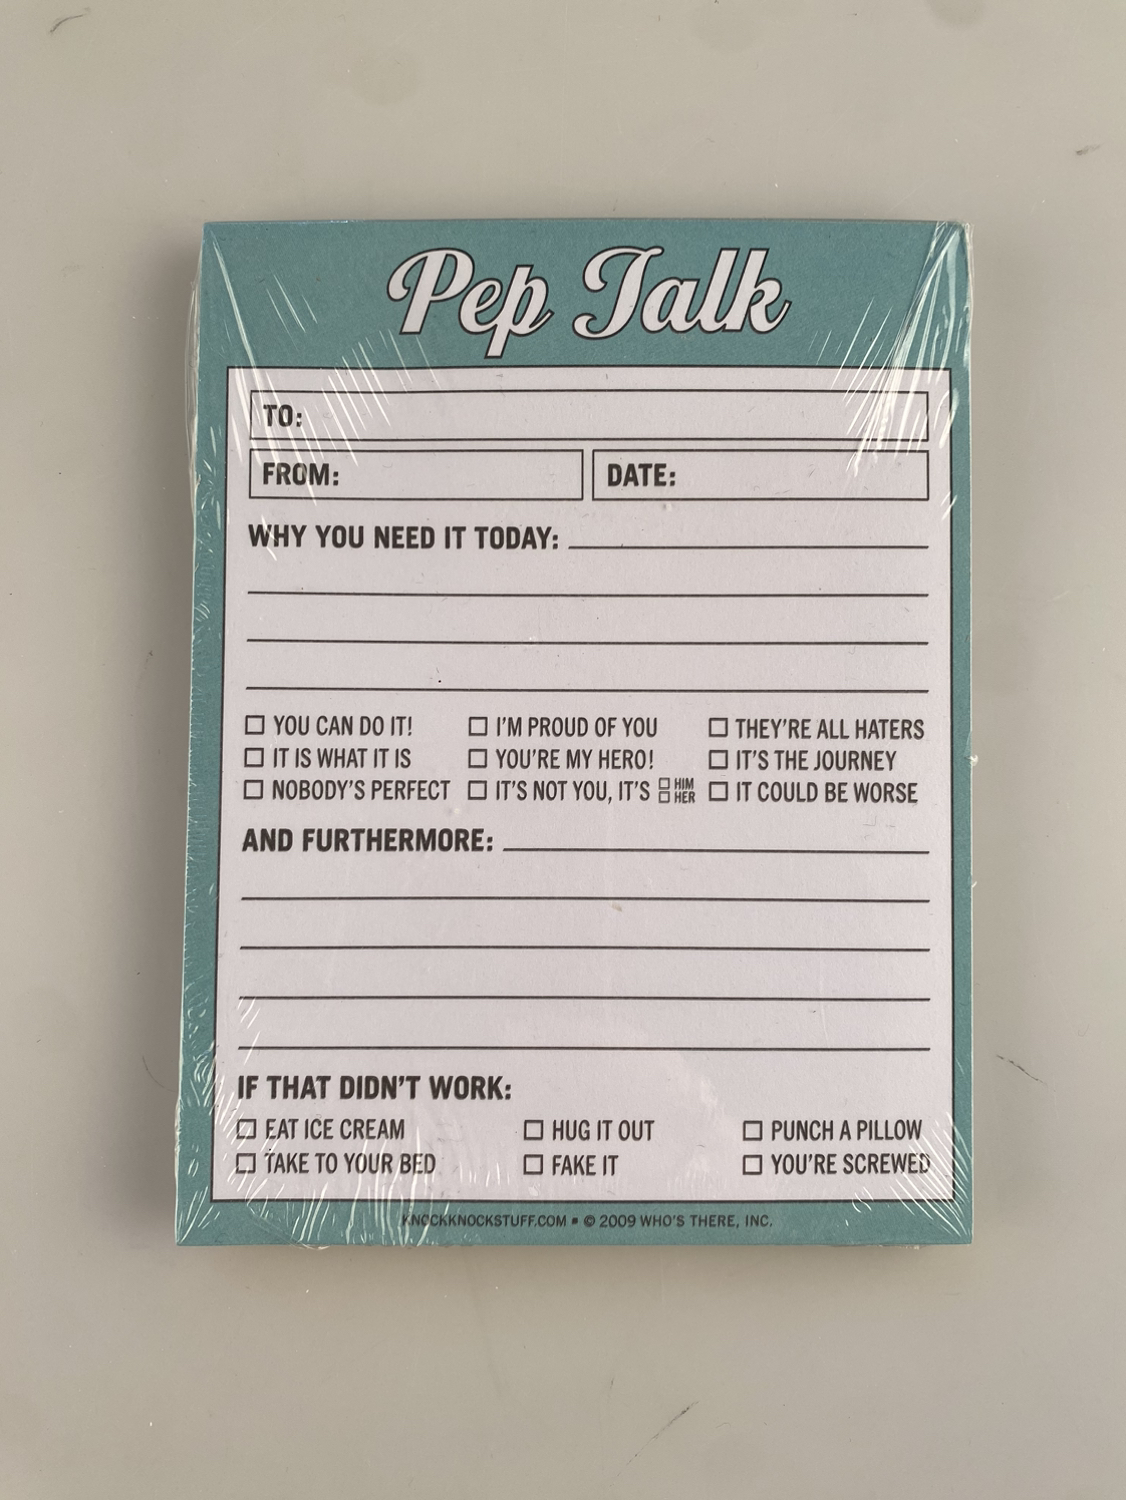 Pep Talk
TO:
FROM: DATE:
WHY YOU NEED IT TODAY:
☐ YOU CAN DO IT! ☐ I'M PROUD OF YOU ☐ THEY'RE ALL HATERS
☐ IT IS WHAT IT IS ☐ YOU'RE MY HERO! ☐ IT'S THE JOURNEY
☐ NOBODY'S PERFECT ☐ IT'S NOT YOU, IT'S ☐ HIM ☐ HER ☐ IT COULD BE WORSE
AND FURTHERMORE:
IF THAT DIDN'T WORK:
☐ EAT ICE CREAM ☐ HUG IT OUT ☐ PUNCH A PILLOW
☐ TAKE TO YOUR BED ☐ FAKE IT ☐ YOU'RE SCREWED
KNOCKKNOCKSTUFF.COM ▪ © 2009 WHO'S THERE, INC.